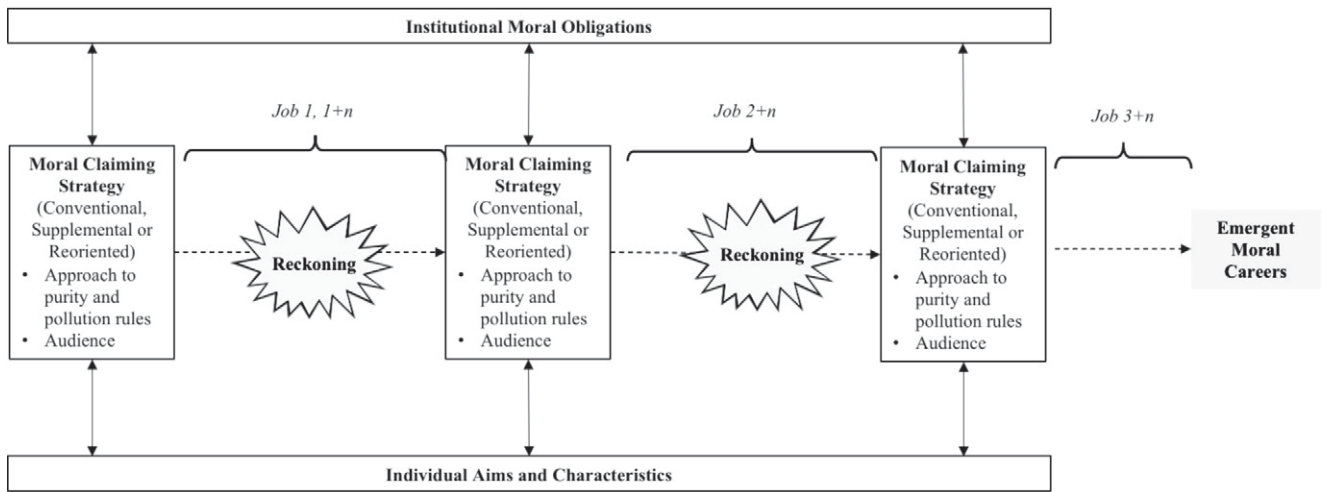 Institutional Moral Obligations
Job 1, 1+n
Job 2+n
Job 3+n
Moral Claiming
Strategy
(Conventional,
Supplemental or
Reoriented)
• Approach to
purity and
pollution rules
• Audience
Reckoning
Moral Claiming
Strategy
(Conventional,
Supplemental or
Reoriented)
• Approach to
purity and
pollution rules
• Audience
Reckoning
Moral Claiming
Strategy
(Conventional,
Supplemental or
Reoriented)
• Approach to
purity and
pollution rules
• Audience
Emergent
Moral
Careers
Individual Aims and Characteristics